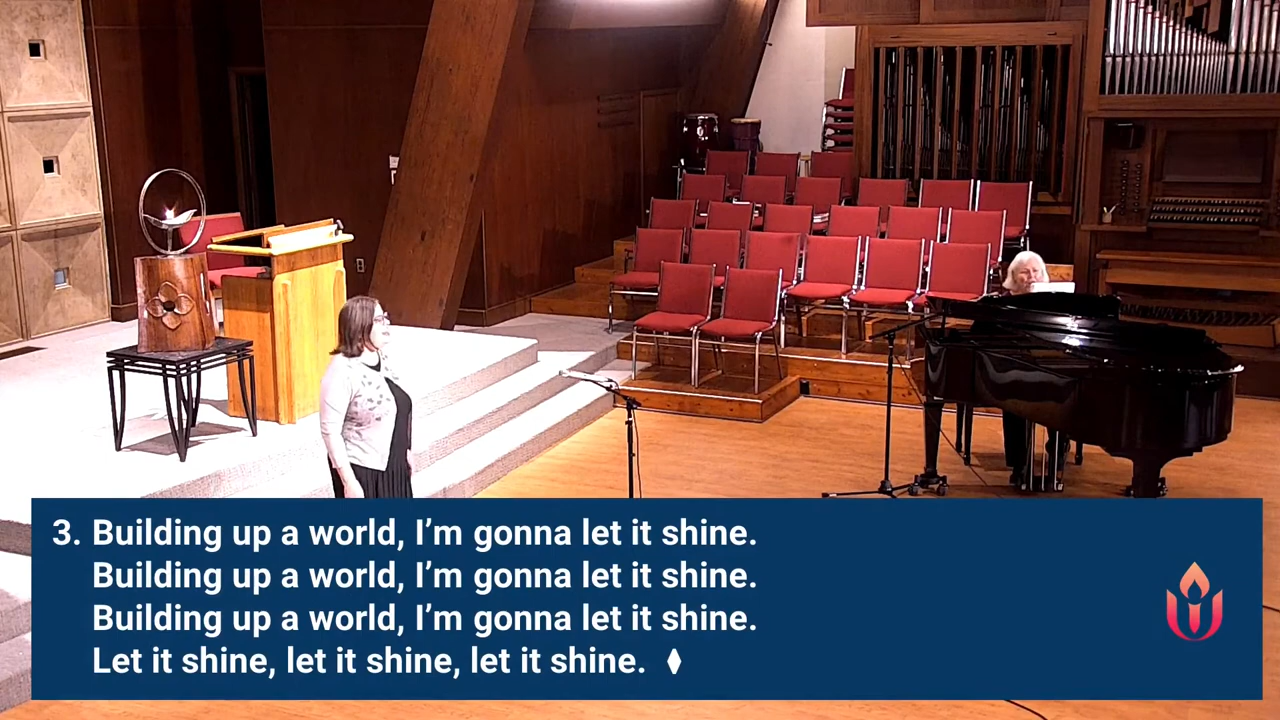 3. Building up a world, I’m gonna let it shine.
Building up a world, I’m gonna let it shine.
Building up a world, I’m gonna let it shine.
Let it shine, let it shine, let it shine.